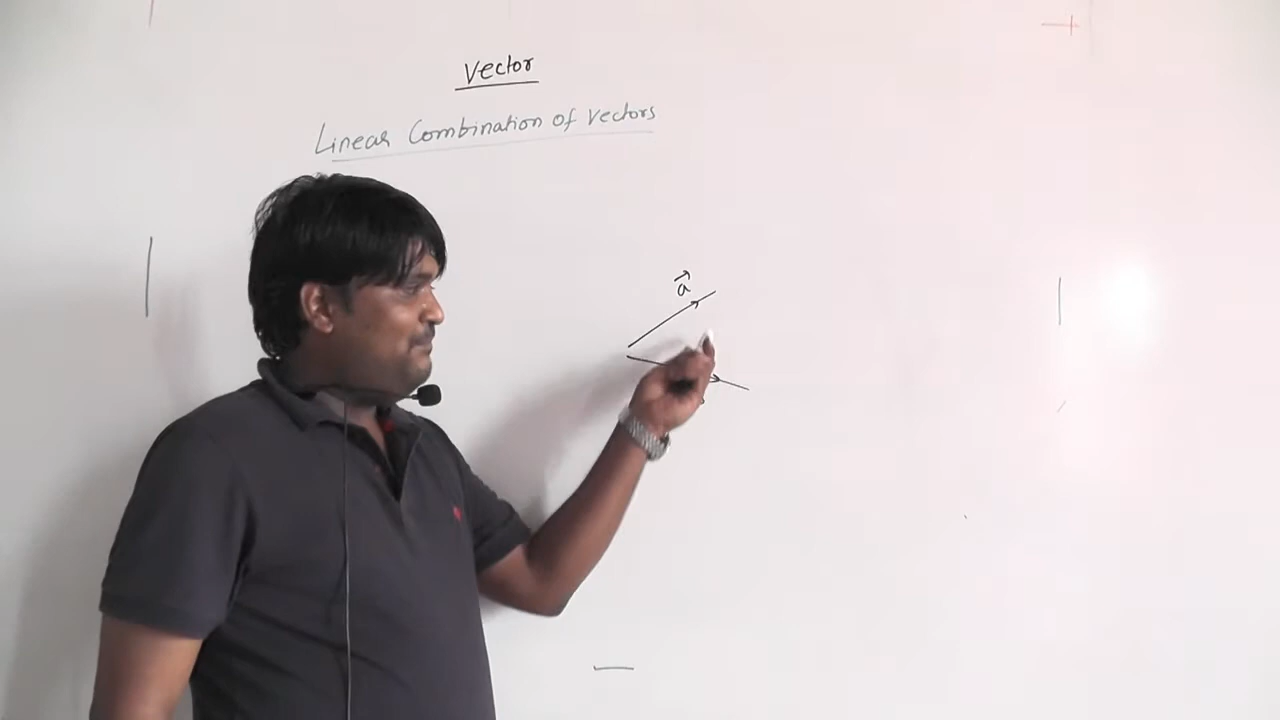 Vector
Linear Combination of vectors
a⃗